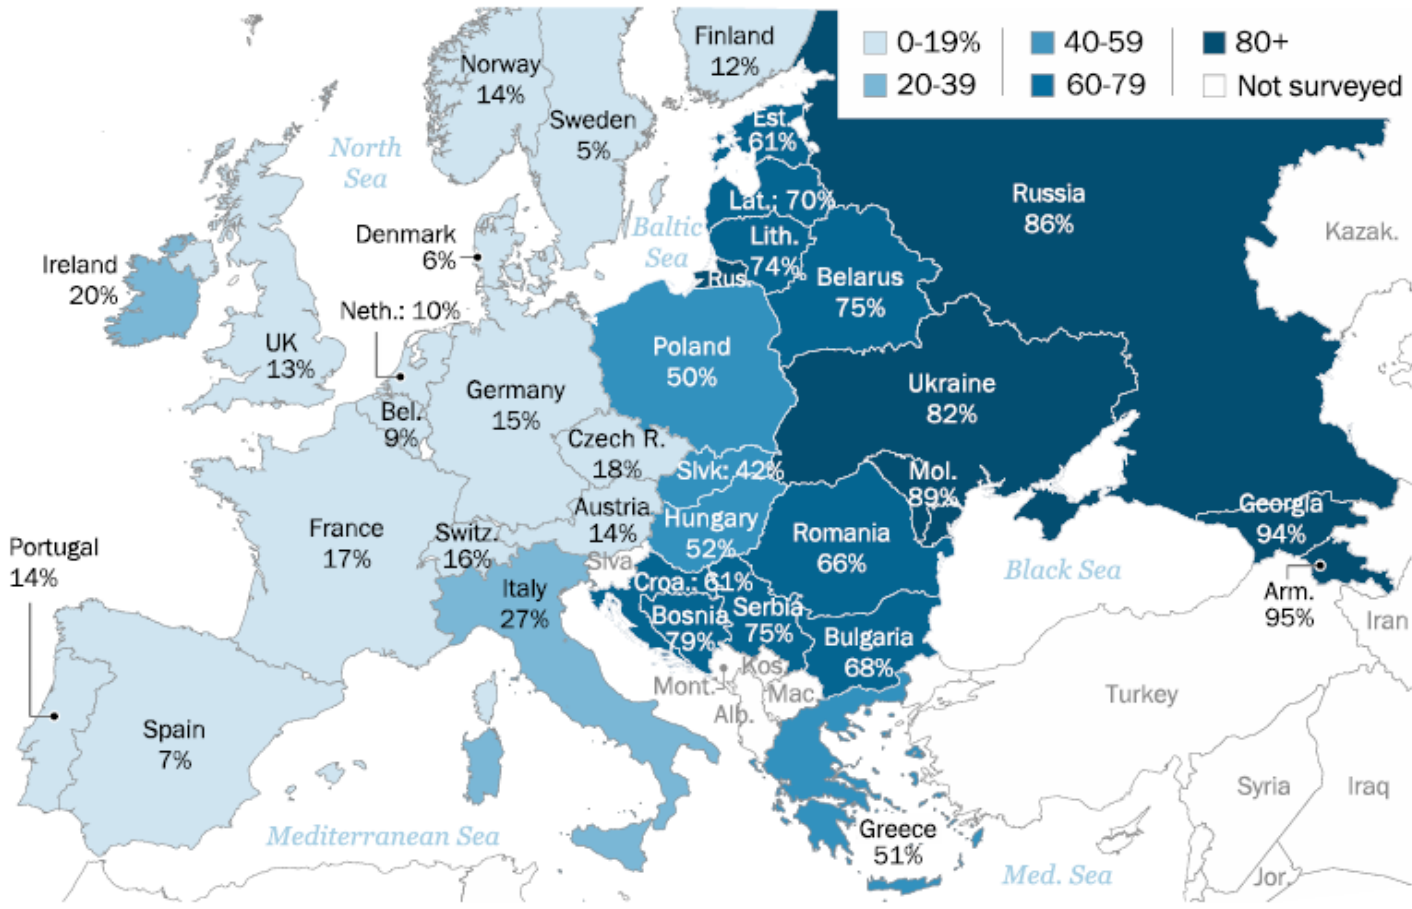 0-19%
20-39
40-59
60-79
80+
Not surveyed
Finland
12%
Norway
14%
Sweden
5%
Est.
61%
North
Sea
Russia
86%
Lat.: 70%
Denmark
6%
Baltic
Sea
Lith.
74%
Kazak.
Ireland
20%
Rus.
Belarus
75%
Neth.: 10%
UK
13%
Poland
50%
Ukraine
82%
Germany
15%
Bel.
9%
Czech R.
18%
Slvk: 42%
Mol.
89%
Austria
14%
Hungary
52%
Georgia
94%
France
17%
Switz.
16%
Romania
66%
Portugal
14%
Slva.
Black Sea
Croa.: 61%
Italy
27%
Bosnia
79%
Serbia
75%
Arm.
95%
Iran
Bulgaria
68%
Kos.
Mont.
Mac.
Alb.
Turkey
Spain
7%
Syria
Iraq
Mediterranean Sea
Greece
51%
Med. Sea
Jor.